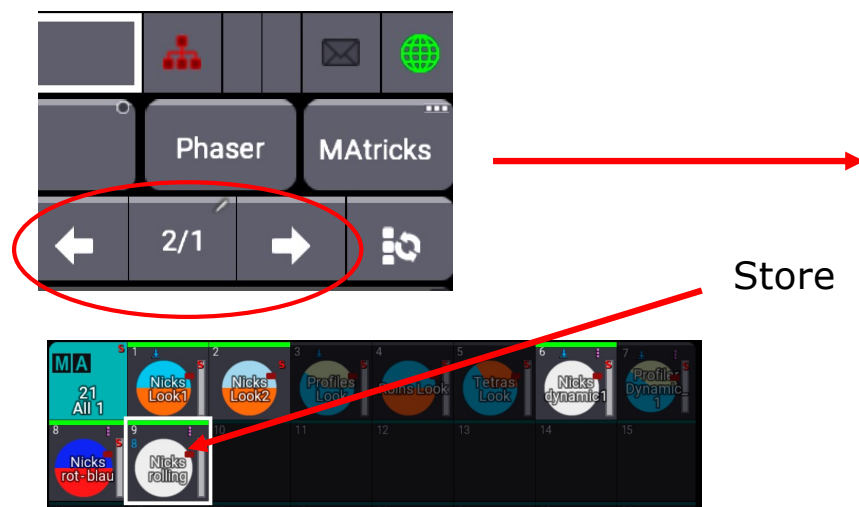 Phaser
MAtricks
2/1
Store
MA
S
21
All 1
1
S
Nicks
Look1
2
S
Nicks
Look2
3
S
Profiles
Look
4
S
Look
5
S
Tetras
Look
6
S
Nicks
dynamic1
7
S
Profiles
Dynamic_
1
8
S
Nicks
rot-blau
9
8
S
Nicks
rolling
10
11
12
13
14
15